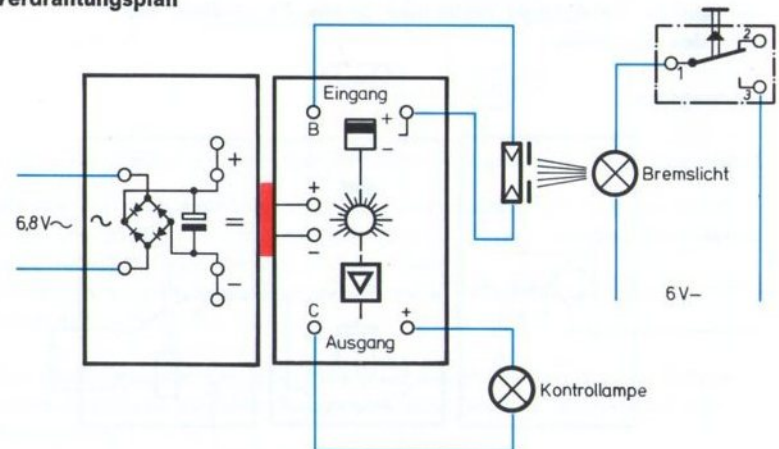 Verdrahtungsplan
Eingang
B
+
-
+
-
C
+
Ausgang
6,8V~
~
+
=
-
Bremslicht
1
2
3
6V-
Kontrollampe